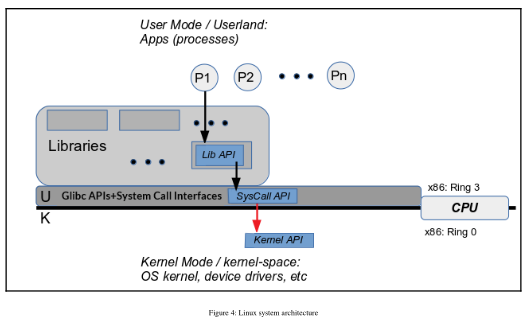 User Mode / Userland:
Apps (processes)
P1
P2
Pn
Libraries
Lib API
U
Glibc APIs+System Call Interfaces
SysCall API
x86: Ring 3
CPU
K
x86: Ring 0
Kernel API
Kernel Mode / kernel-space:
OS kernel, device drivers, etc
Figure 4: Linux system architecture